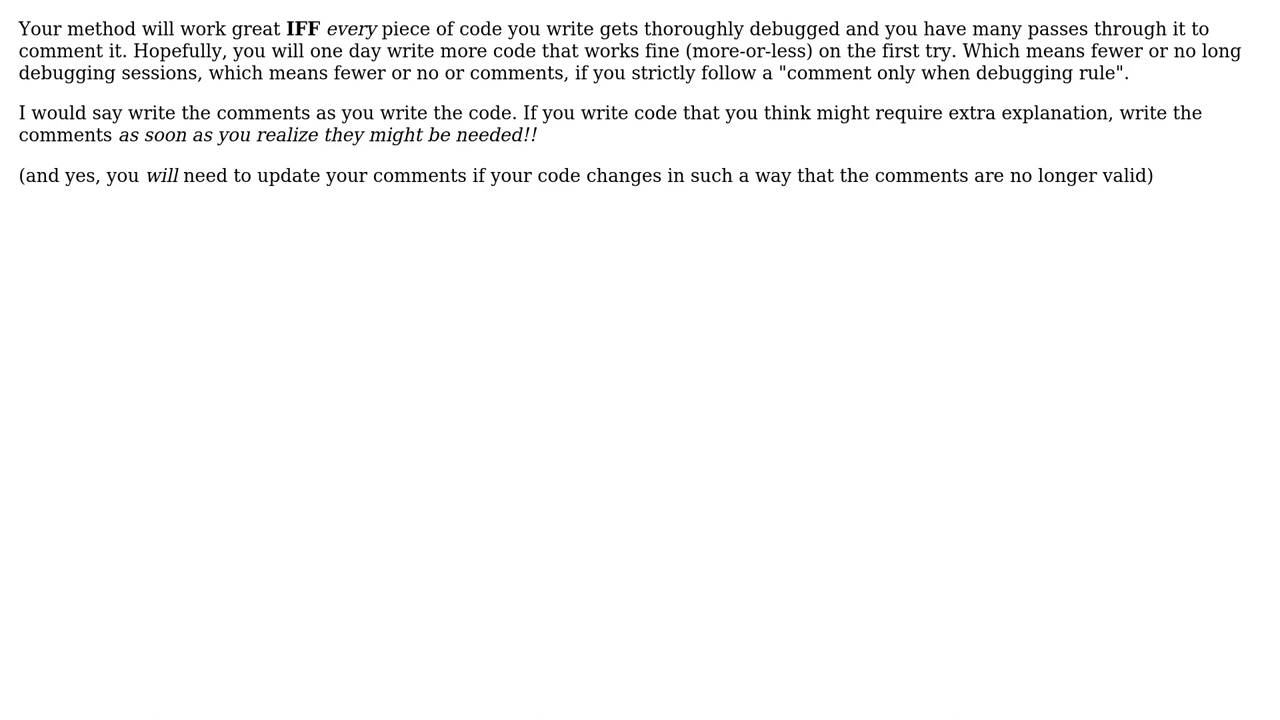 Your method will work great IFF every piece of code you write gets thoroughly debugged and you have many passes through it to
comment it. Hopefully, you will one day write more code that works fine (more-or-less) on the first try. Which means fewer or no long
debugging sessions, which means fewer or no or comments, if you strictly follow a "comment only when debugging rule".
I would say write the comments as you write the code. If you write code that you think might require extra explanation, write the
comments as soon as you realize they might be needed!!
(and yes, you will need to update your comments if your code changes in such a way that the comments are no longer valid)